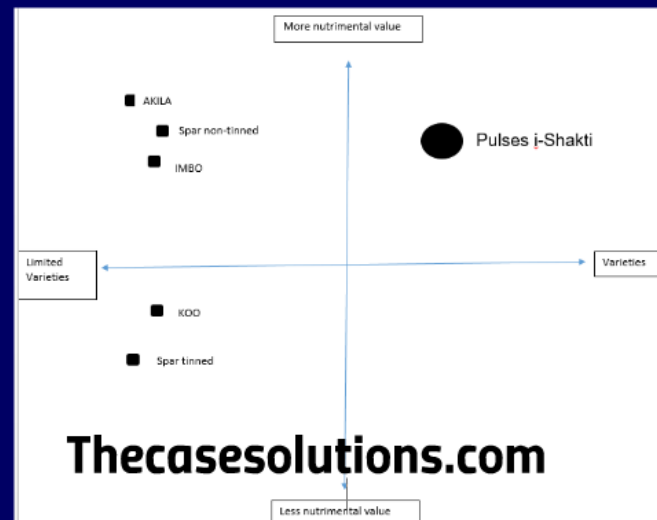 More nutrimental value
AKILA
Spar non-tinned
Pulses i-Shakti
IMBO
Limited
Varieties
Varieties
KOO
Spar tinned
Thecasesolutions.com
Less nutrimental value